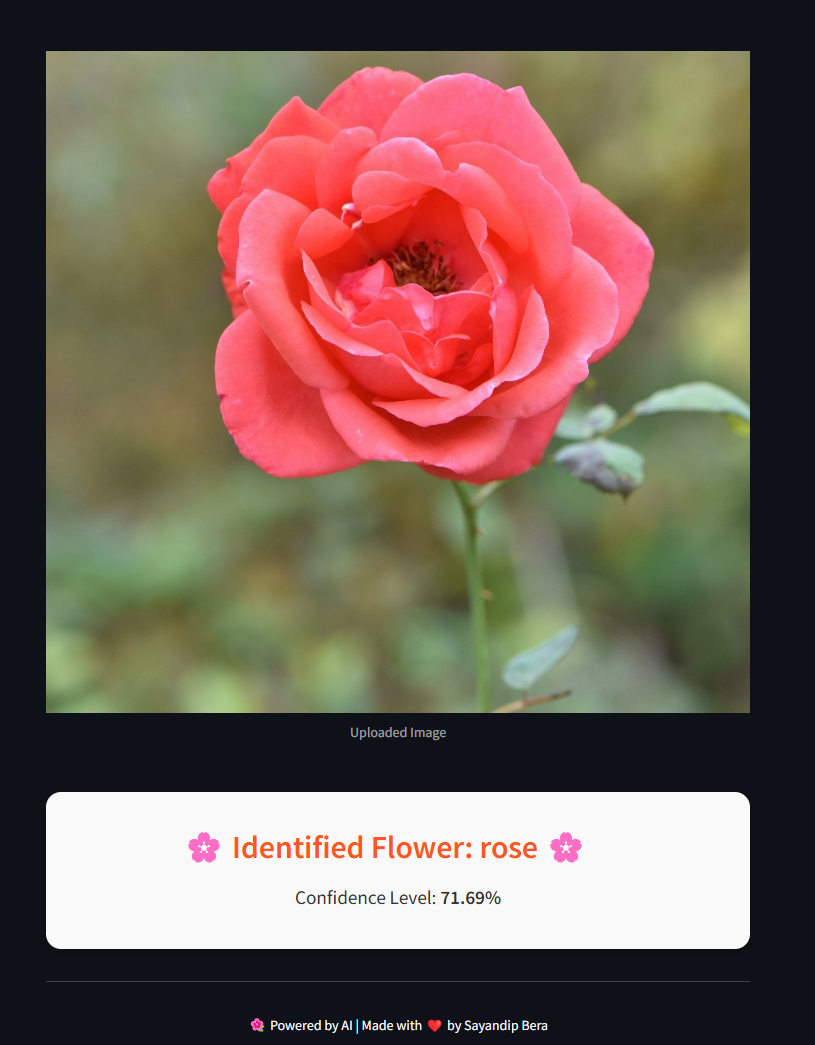 Uploaded Image
🌸 Identified Flower: rose 🌸
Confidence Level: 71.69%
🌺 Powered by AI | Made with ❤️ by Sayandip Bera